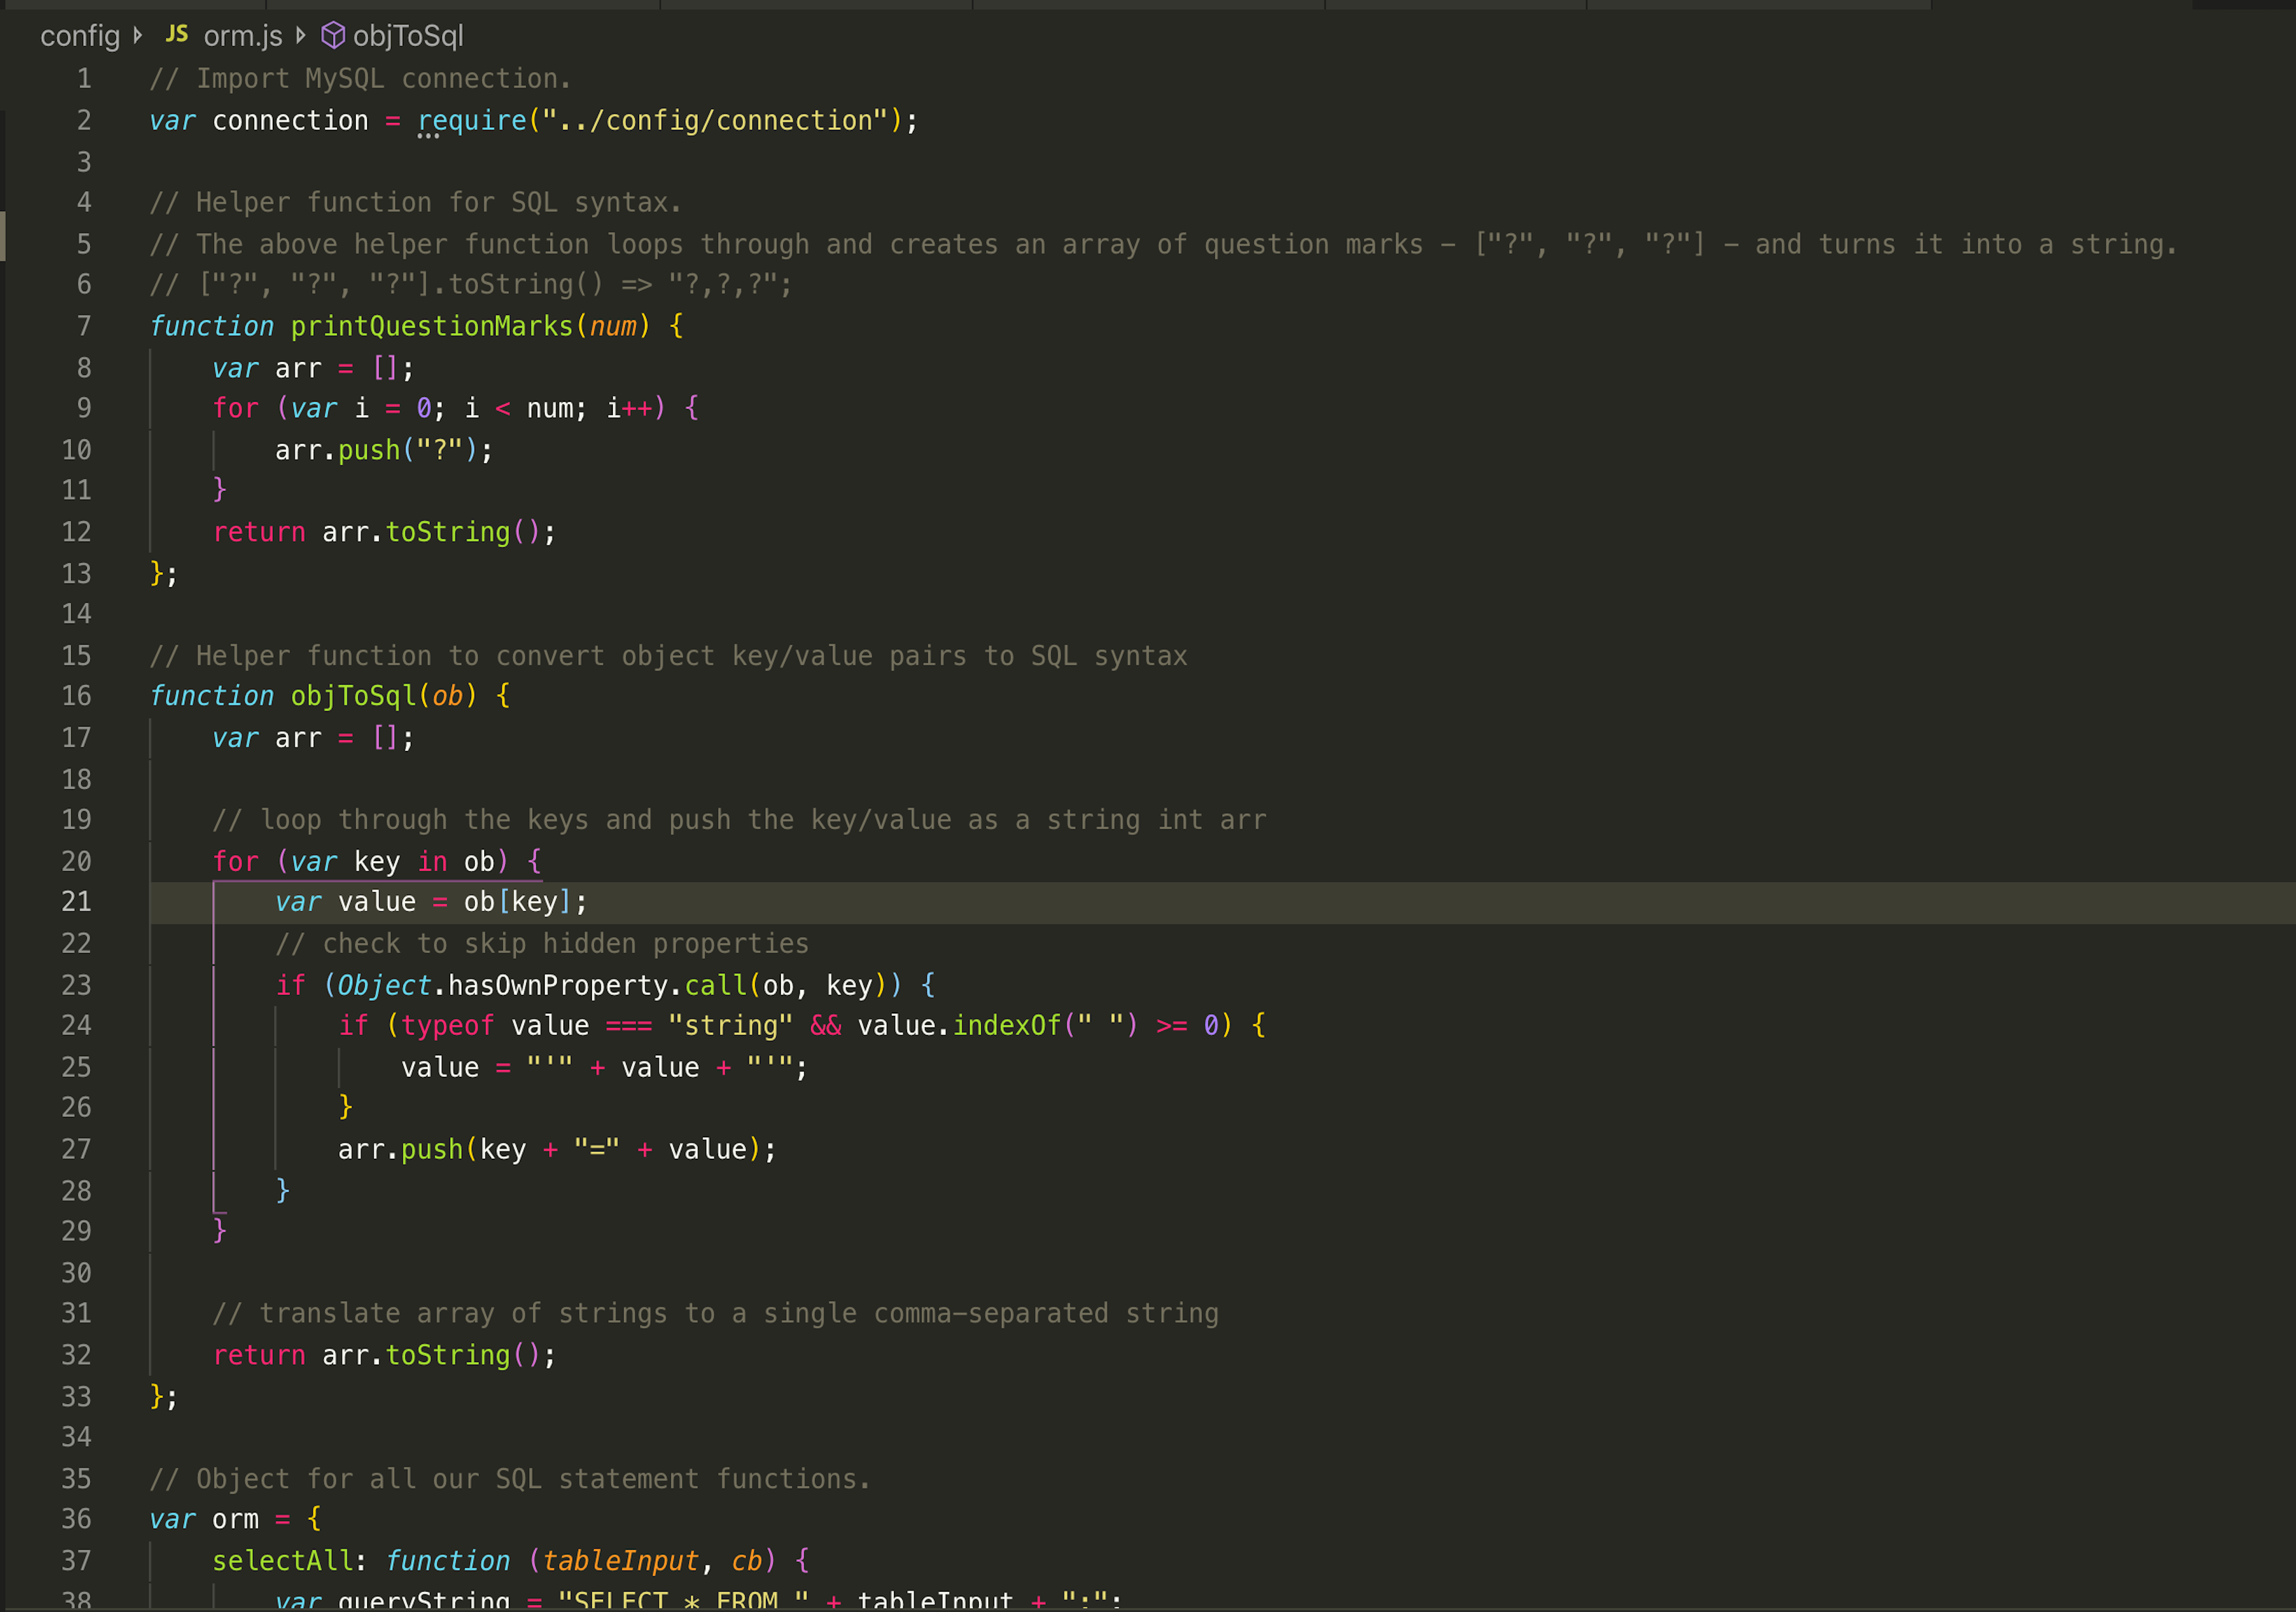 config JS orm.js objToSql
1 // Import MySQL connection.
2 var connection = require("../config/connection");
3
4 // Helper function for SQL syntax.
5 // The above helper function loops through and creates an array of question marks - ["?", "?", "?"] - and turns it into a string.
6 // ["?", "?", "?"].toString() => "?,?,?";
7 function printQuestionMarks(num) {
8     var arr = [];
9     for (var i = 0; i < num; i++) {
10         arr.push("?");
11     }
12     return arr.toString();
13 };
14
15 // Helper function to convert object key/value pairs to SQL syntax
16 function objToSql(ob) {
17     var arr = [];
18
19     // loop through the keys and push the key/value as a string int arr
20     for (var key in ob) {
21         var value = ob[key];
22         // check to skip hidden properties
23         if (Object.hasOwnProperty.call(ob, key)) {
24             if (typeof value === "string" && value.indexOf(" ") >= 0) {
25                 value = "'" + value + "'";
26             }
27             arr.push(key + "=" + value);
28         }
29     }
30
31     // translate array of strings to a single comma-separated string
32     return arr.toString();
33 };
34
35 // Object for all our SQL statement functions.
36 var orm = {
37     selectAll: function (tableInput, cb) {
38         var queryString = "SELECT * FROM " + tableInput + ";";